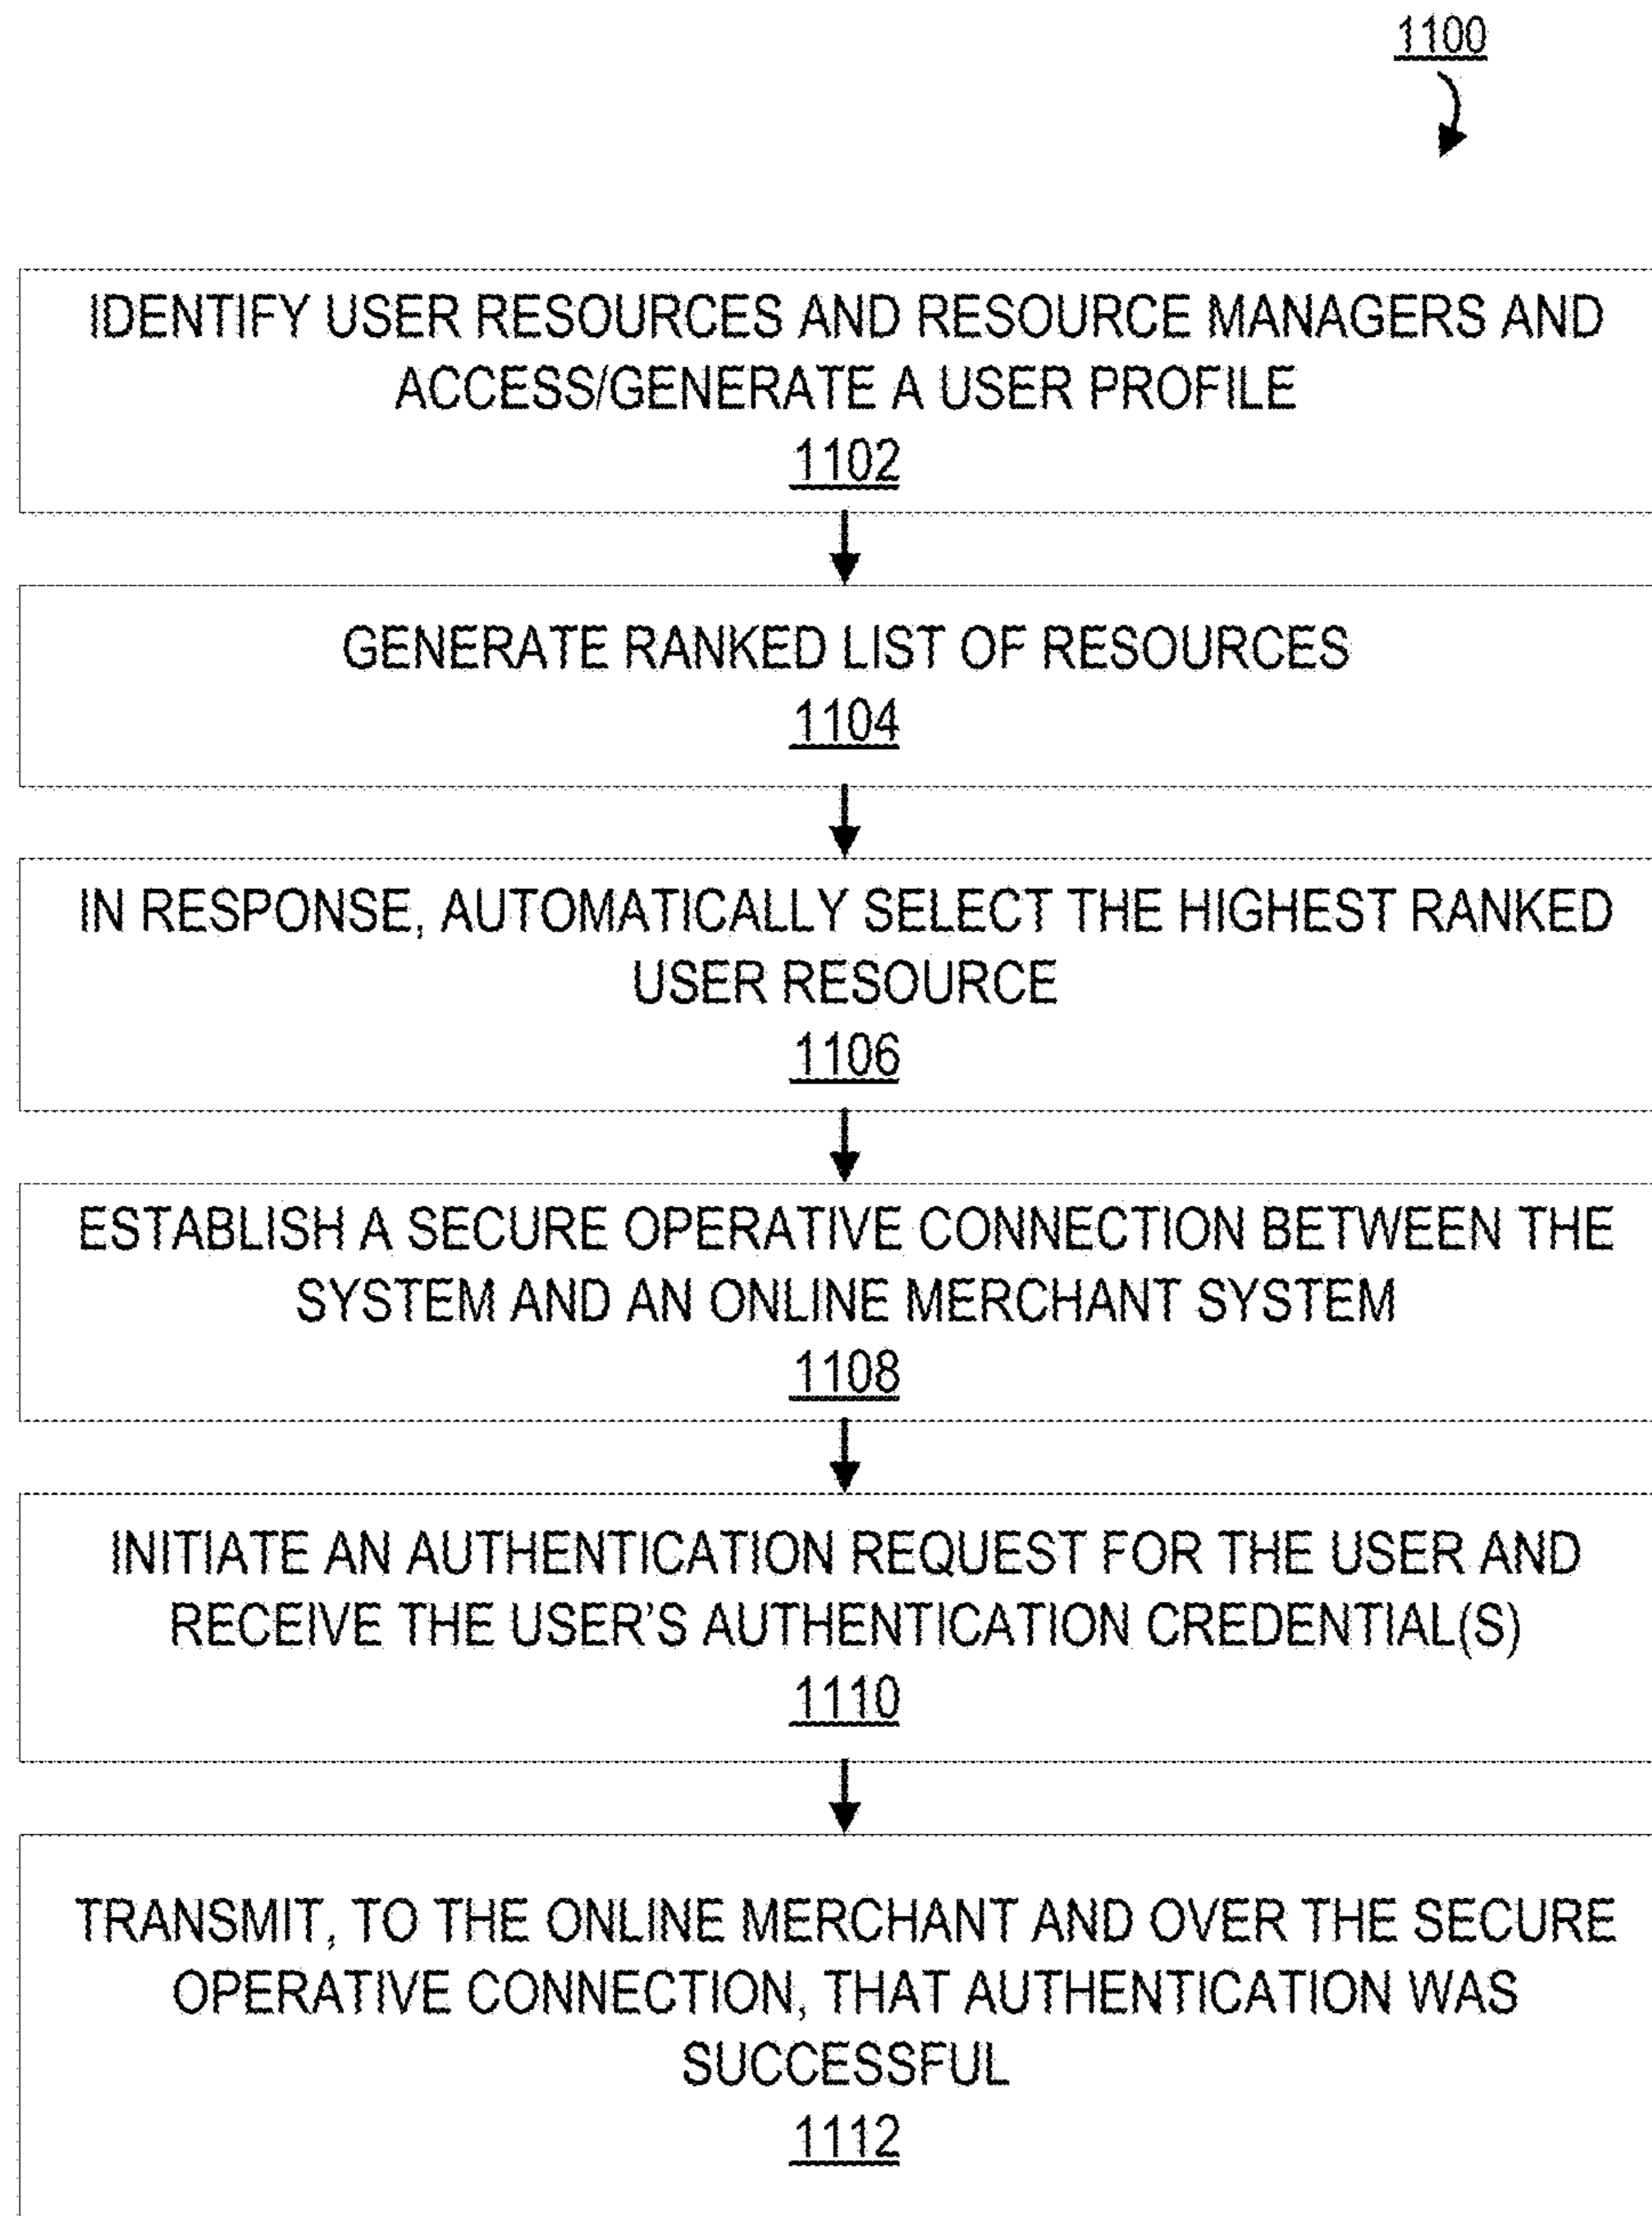 1100
IDENTIFY USER RESOURCES AND RESOURCE MANAGERS AND
ACCESS/GENERATE A USER PROFILE
1102
GENERATE RANKED LIST OF RESOURCES
1104
IN RESPONSE, AUTOMATICALLY SELECT THE HIGHEST RANKED
USER RESOURCE
1106
ESTABLISH A SECURE OPERATIVE CONNECTION BETWEEN THE
SYSTEM AND AN ONLINE MERCHANT SYSTEM
1108
INITIATE AN AUTHENTICATION REQUEST FOR THE USER AND
RECEIVE THE USER’S AUTHENTICATION CREDENTIAL(S)
1110
TRANSMIT, TO THE ONLINE MERCHANT AND OVER THE SECURE
OPERATIVE CONNECTION, THAT AUTHENTICATION WAS
SUCCESSFUL
1112